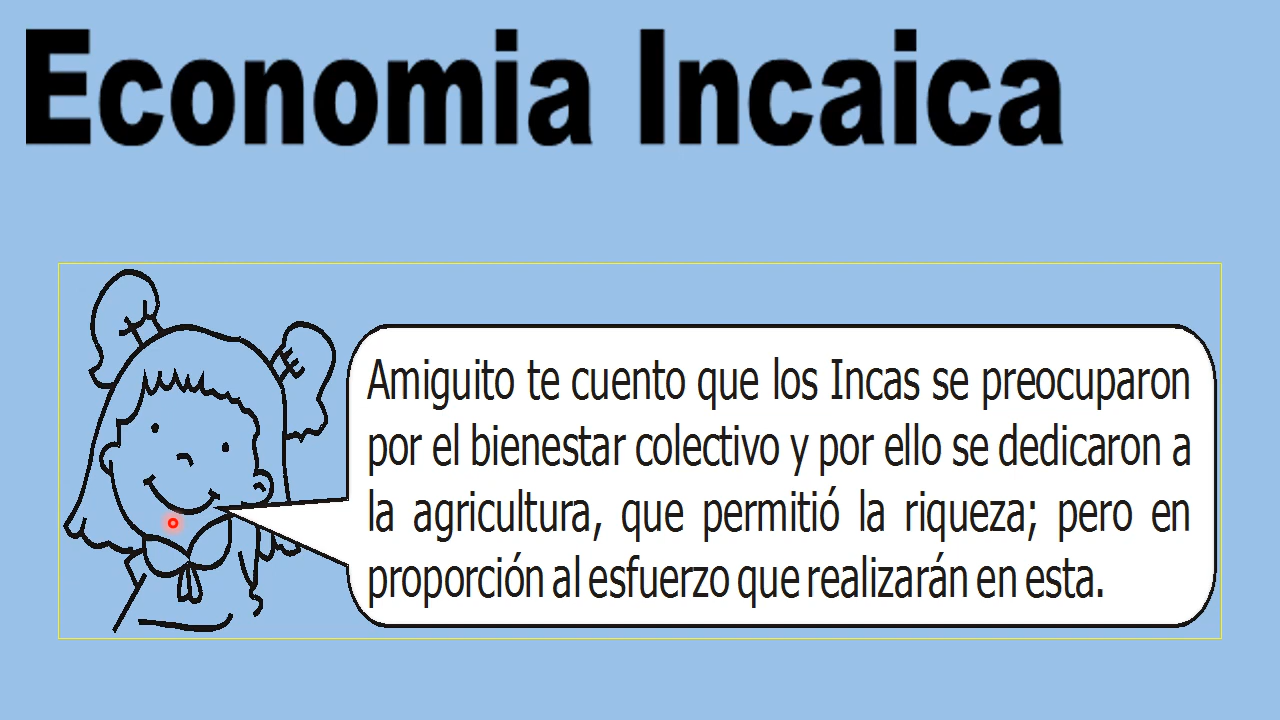 Economia Incaica
Amiguito te cuento que los Incas se preocuparon
por el bienestar colectivo y por ello se dedicaron a
la agricultura, que permitió la riqueza; pero en
proporción al esfuerzo que realizarán en esta.